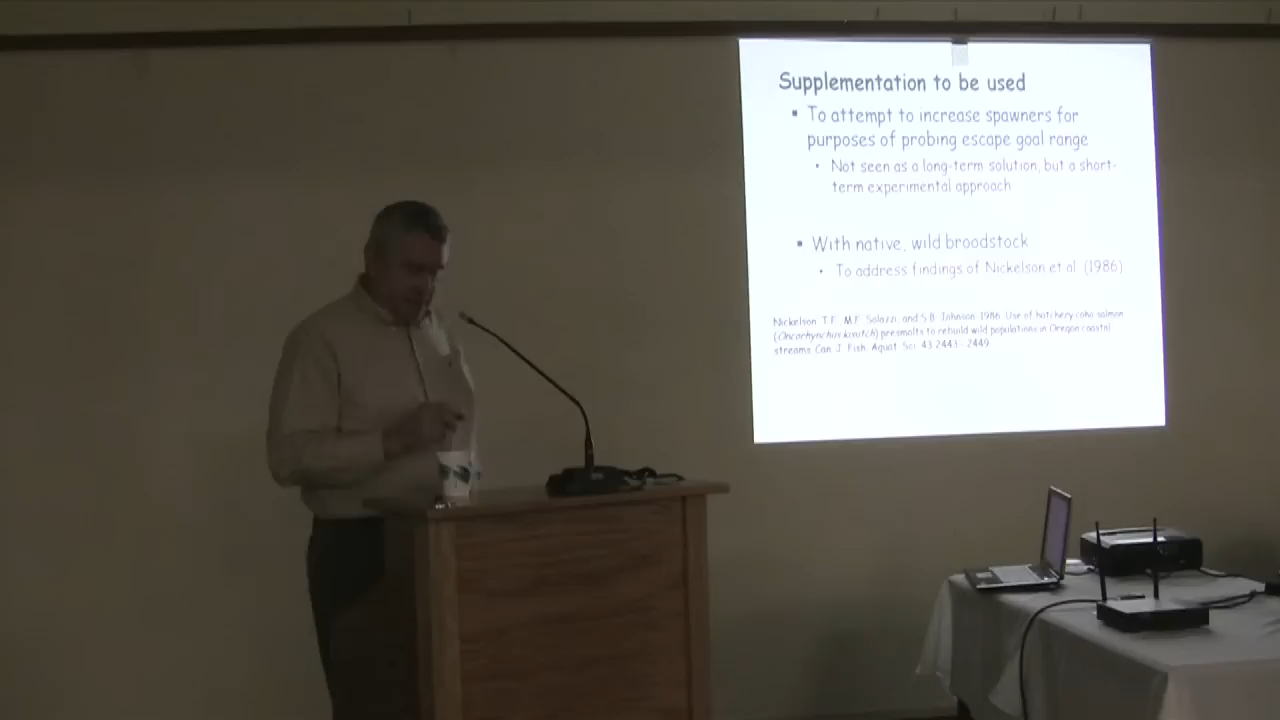 Supplementation to be used
▪ To attempt to increase spawners for
purposes of probing escape goal range
• Not seen as a long-term solution, but a short-
term experimental approach
▪ With native, wild broodstock
• To address findings of Nickelson et al. (1986)
Nickelson, T.F., M.F. Solazzi, and S.B. Johnson. 1986. Use of hatchery coho salmon
(Oncorhynchus kisutch) presmolts to rebuild wild populations in Oregon coastal
streams. Can. J. Fish. Aquat. Sci. 43:2443-2449.